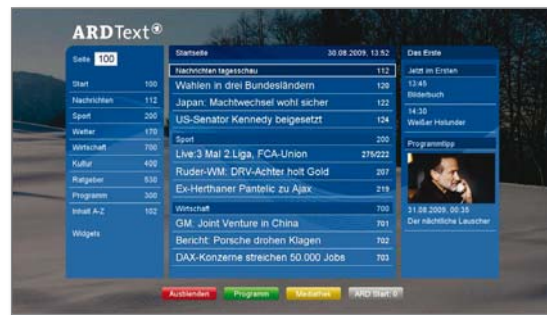 ARD Text
Seite 100
Start 100
Nachrichten 112
Sport 200
Wetter 170
Wirtschaft 700
Kultur 400
Ratgeber 530
Programm 300
Inhalt A-Z 102
Widgets
Startseite 30.08.2009, 13:52
Nachrichten tagesschau 112
Wahlen in drei Bundesländern 120
Japan: Machtwechsel wohl sicher 122
US-Senator Kennedy beigesetzt 124
Sport 200
Live:3 Mal 2.Liga, FCA-Union 275/222
Ruder-WM: DRV-Achter holt Gold 207
Ex-Herthaner Pantelic zu Ajax 219
Wirtschaft 700
GM: Joint Venture in China 701
Bericht: Porsche drohen Klagen 702
DAX-Konzerne streichen 50.000 Jobs 703
Das Erste
Jetzt im Ersten
13:45
Bilderbuch
14:30
Weißer Holunder
Programmtipp
31.08.2009, 00:35
Der nächtliche Lauscher
Ausblenden Programm Mediathek ARD Start: 0